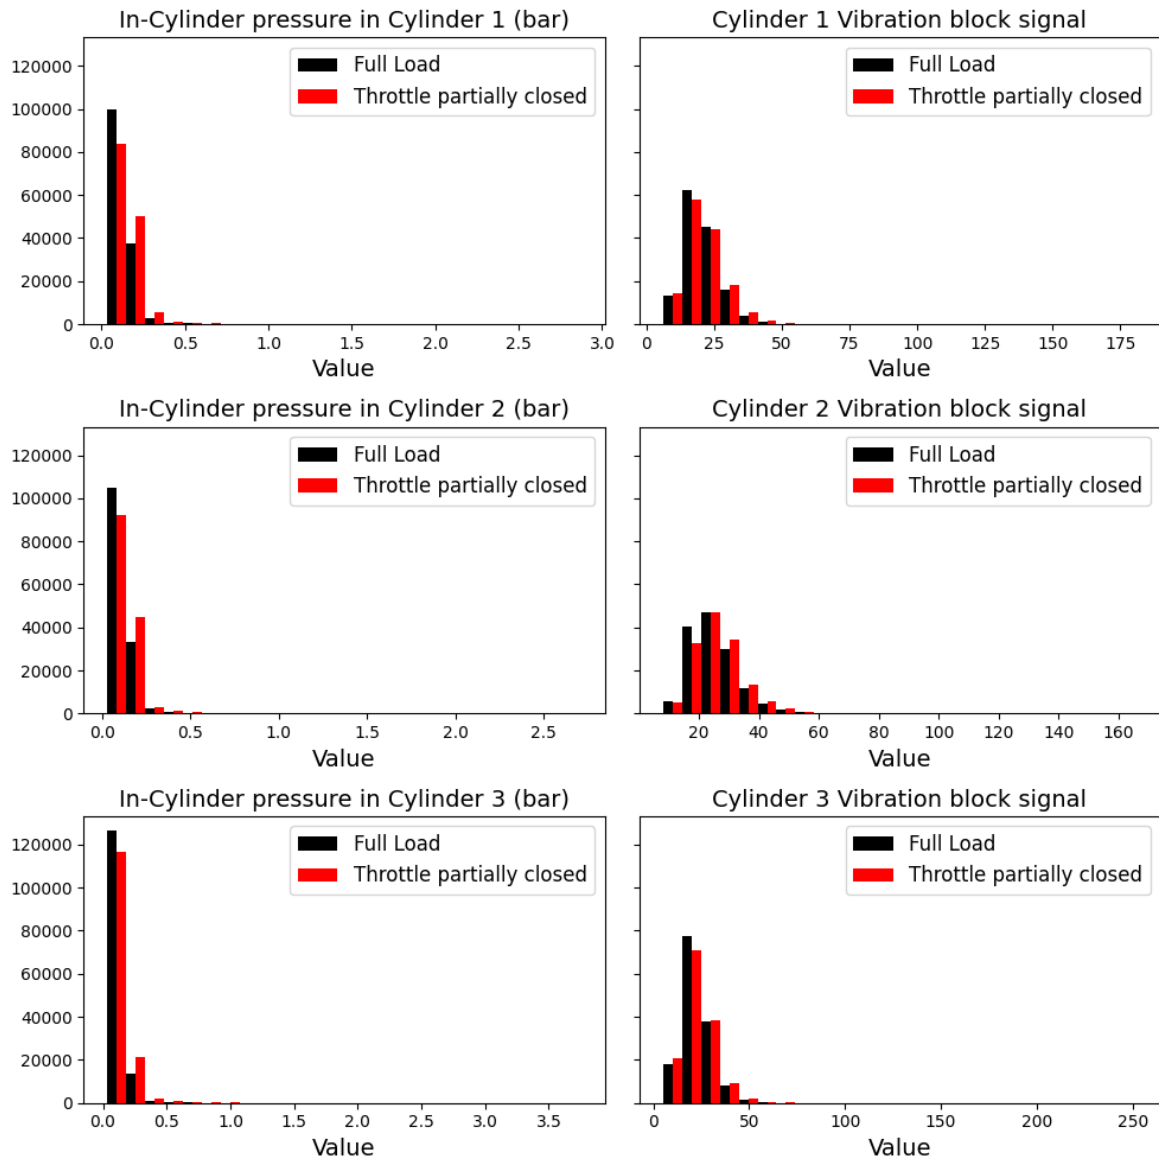 In-Cylinder pressure in Cylinder 1 (bar)
Full Load
Throttle partially closed
120000
100000
80000
60000
40000
20000
0
0.0 0.5 1.0 1.5 2.0 2.5 3.0
Value
Cylinder 1 Vibration block signal
Full Load
Throttle partially closed
0 25 50 75 100 125 150 175
Value
In-Cylinder pressure in Cylinder 2 (bar)
Full Load
Throttle partially closed
120000
100000
80000
60000
40000
20000
0
0.0 0.5 1.0 1.5 2.0 2.5
Value
Cylinder 2 Vibration block signal
Full Load
Throttle partially closed
20 40 60 80 100 120 140 160
Value
In-Cylinder pressure in Cylinder 3 (bar)
Full Load
Throttle partially closed
120000
100000
80000
60000
40000
20000
0
0.0 0.5 1.0 1.5 2.0 2.5 3.0 3.5
Value
Cylinder 3 Vibration block signal
Full Load
Throttle partially closed
0 50 100 150 200 250
Value